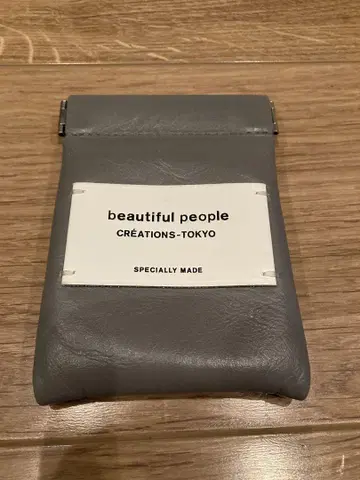 beautiful people
CRÉATIONS-TOKYO
SPECIALLY MADE